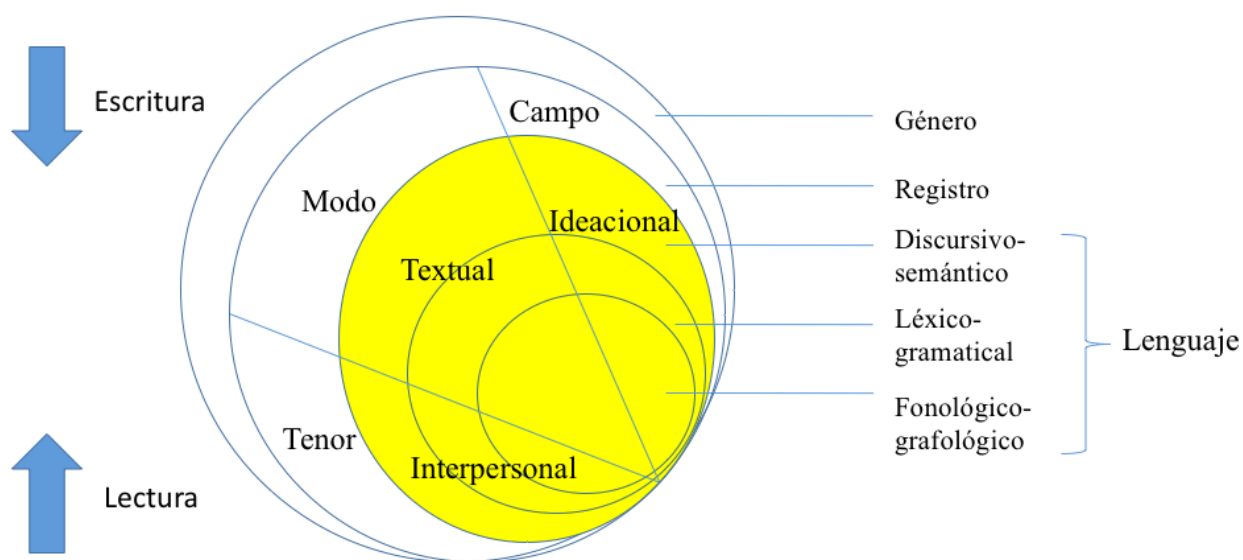 Escritura
Campo
Género
Modo
Registro
Ideacional
Discursivo-
semántico
Textual
Léxico-
gramatical
Lenguaje
Fonológico-
grafológico
Tenor
Interpersonal
Lectura